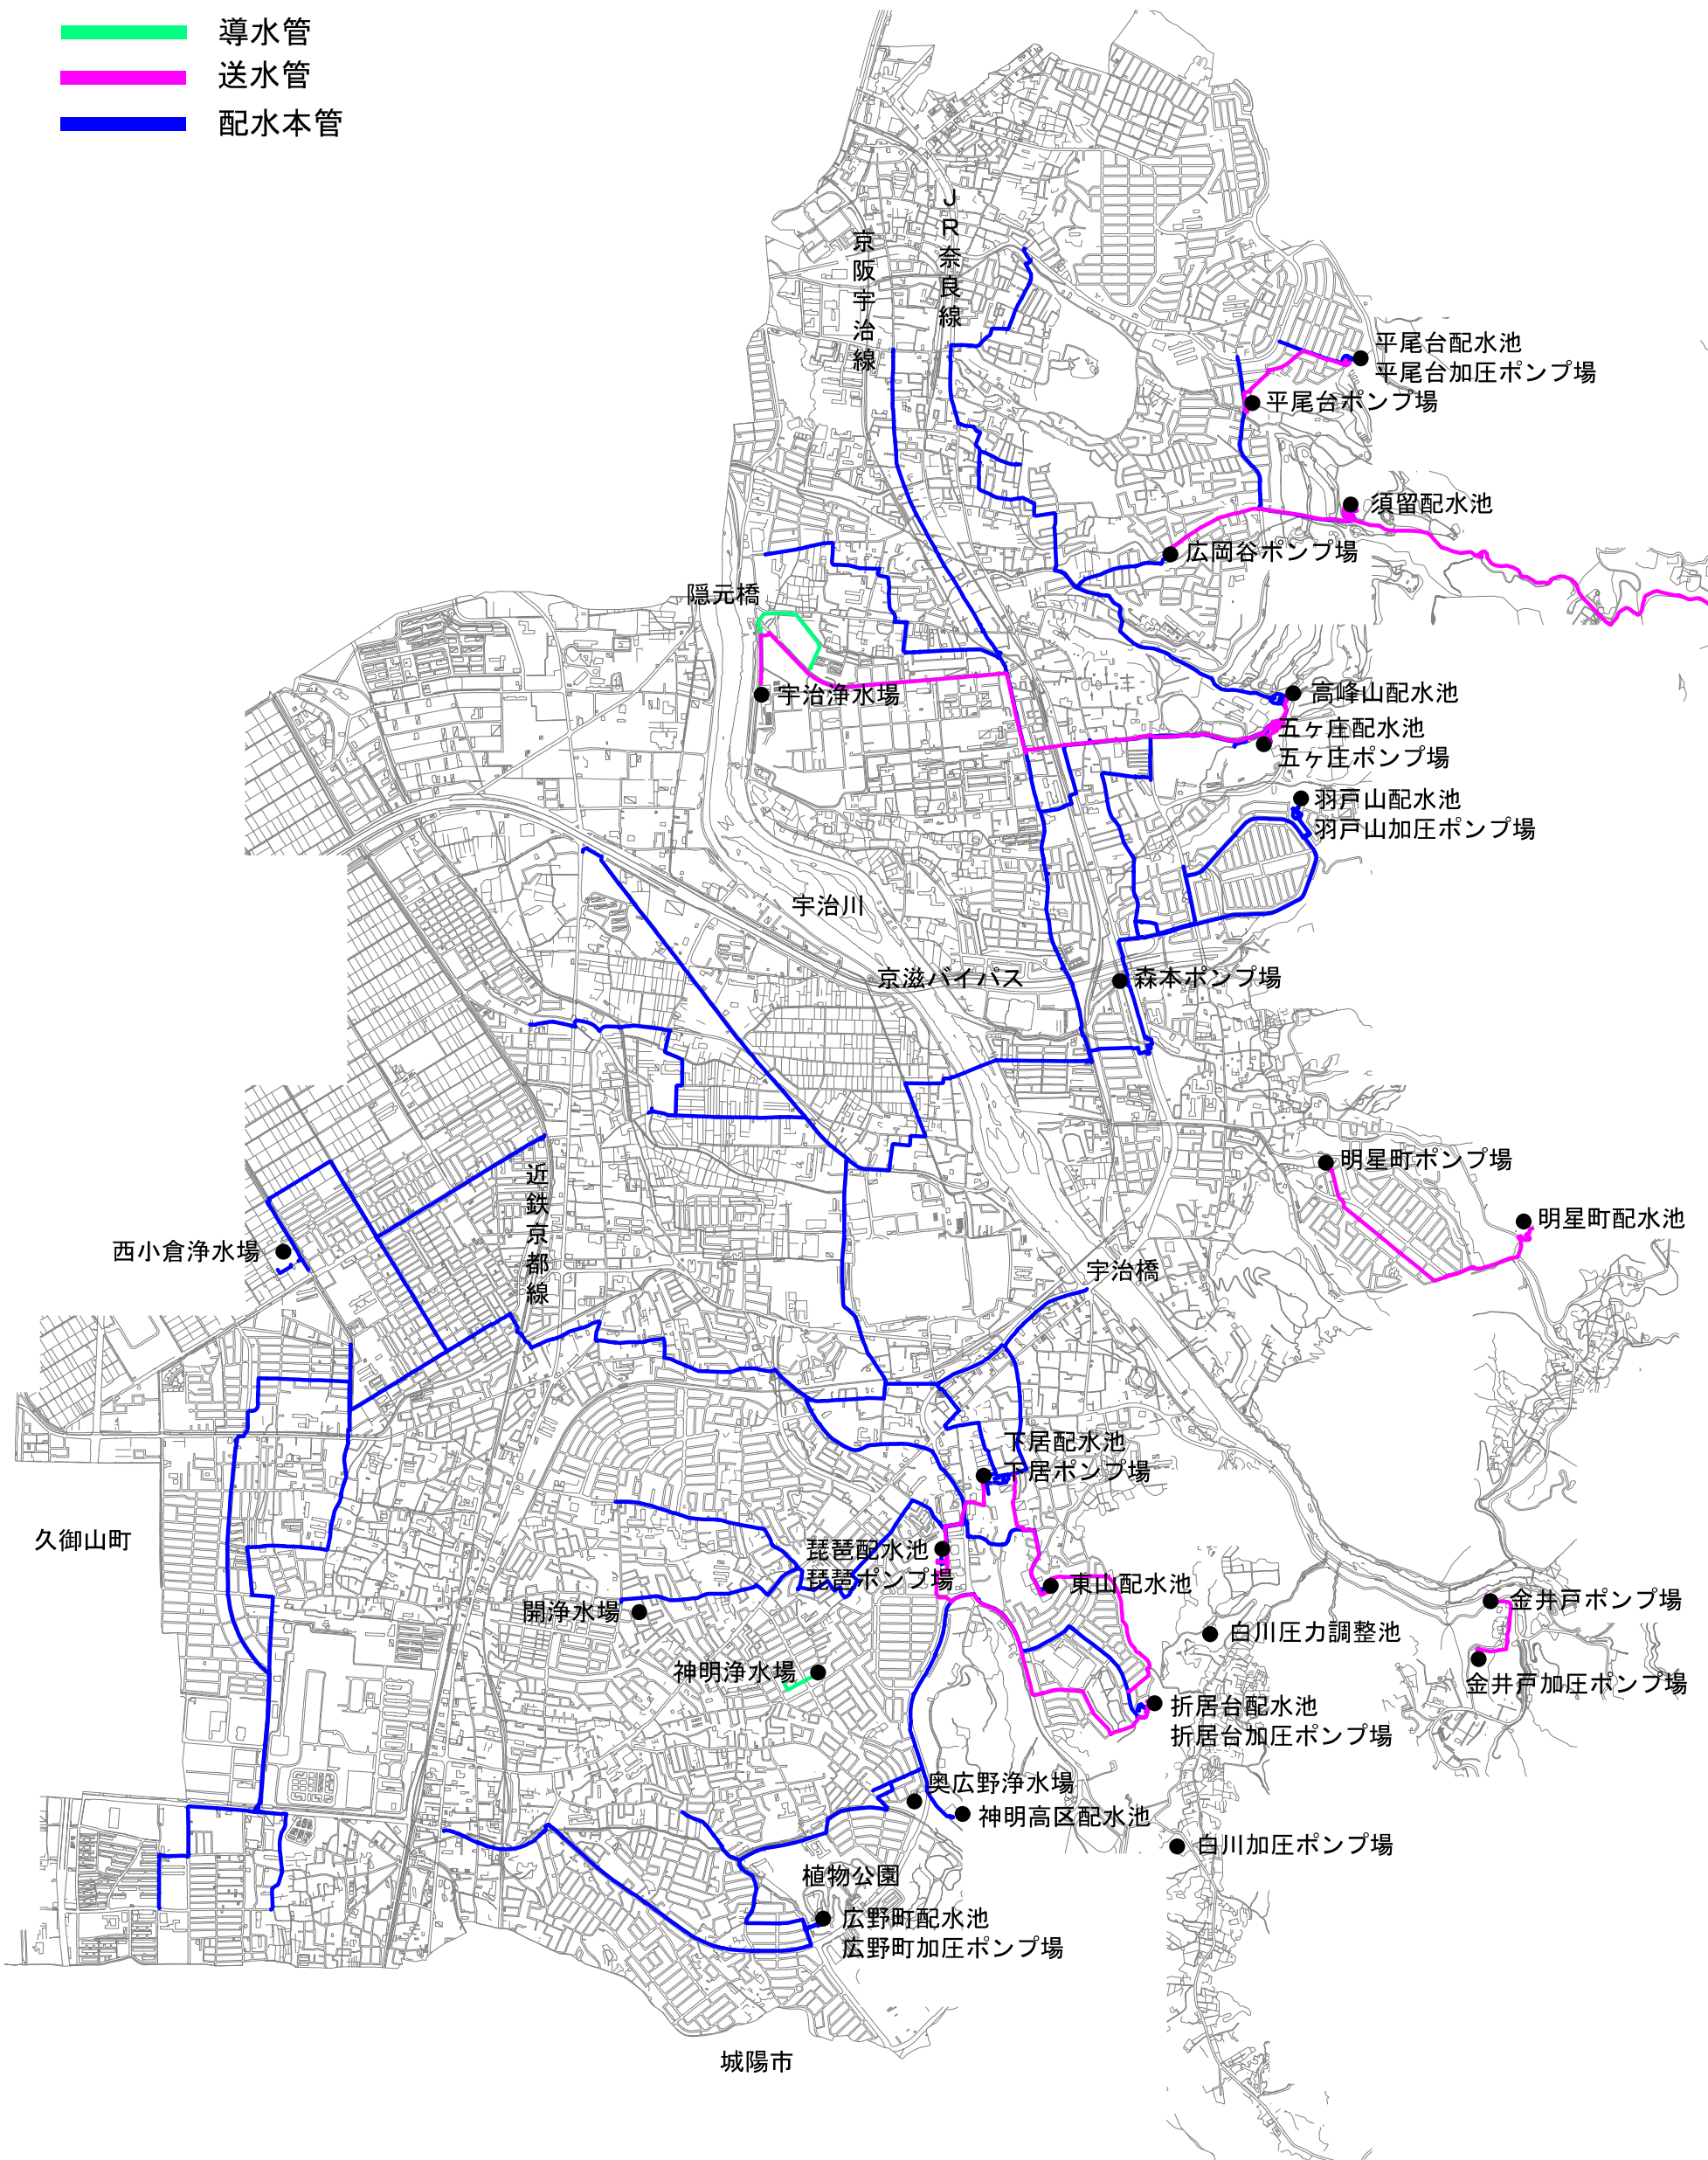 導水管
送水管
配水本管
JR奈良線
京阪宇治線
平尾台配水池
平尾台加圧ポンプ場
平尾台ポンプ場
須留配水池
広岡谷ポンプ場
隠元橋
宇治浄水場
高峰山配水池
五ヶ庄配水池
五ヶ庄ポンプ場
羽戸山配水池
羽戸山加圧ポンプ場
宇治川
京滋バイパス
森本ポンプ場
明星町ポンプ場
近鉄京都線
明星町配水池
西小倉浄水場
宇治橋
下居配水池
下居ポンプ場
久御山町
琵琶配水池
琵琶ポンプ場
東山配水池
開浄水場
金井戸ポンプ場
白川圧力調整池
神明浄水場
金井戸加圧ポンプ場
折居台配水池
折居台加圧ポンプ場
奥広野浄水場
神明高区配水池
白川加圧ポンプ場
植物公園
広野町配水池
広野町加圧ポンプ場
城陽市